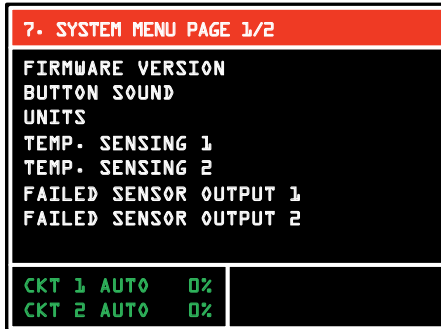 7. SYSTEM MENU PAGE 1/2
FIRMWARE VERSION
BUTTON SOUND
UNITS
TEMP. SENSING 1
TEMP. SENSING 2
FAILED SENSOR OUTPUT 1
FAILED SENSOR OUTPUT 2
CKT 1 AUTO 0%
CKT 2 AUTO 0%